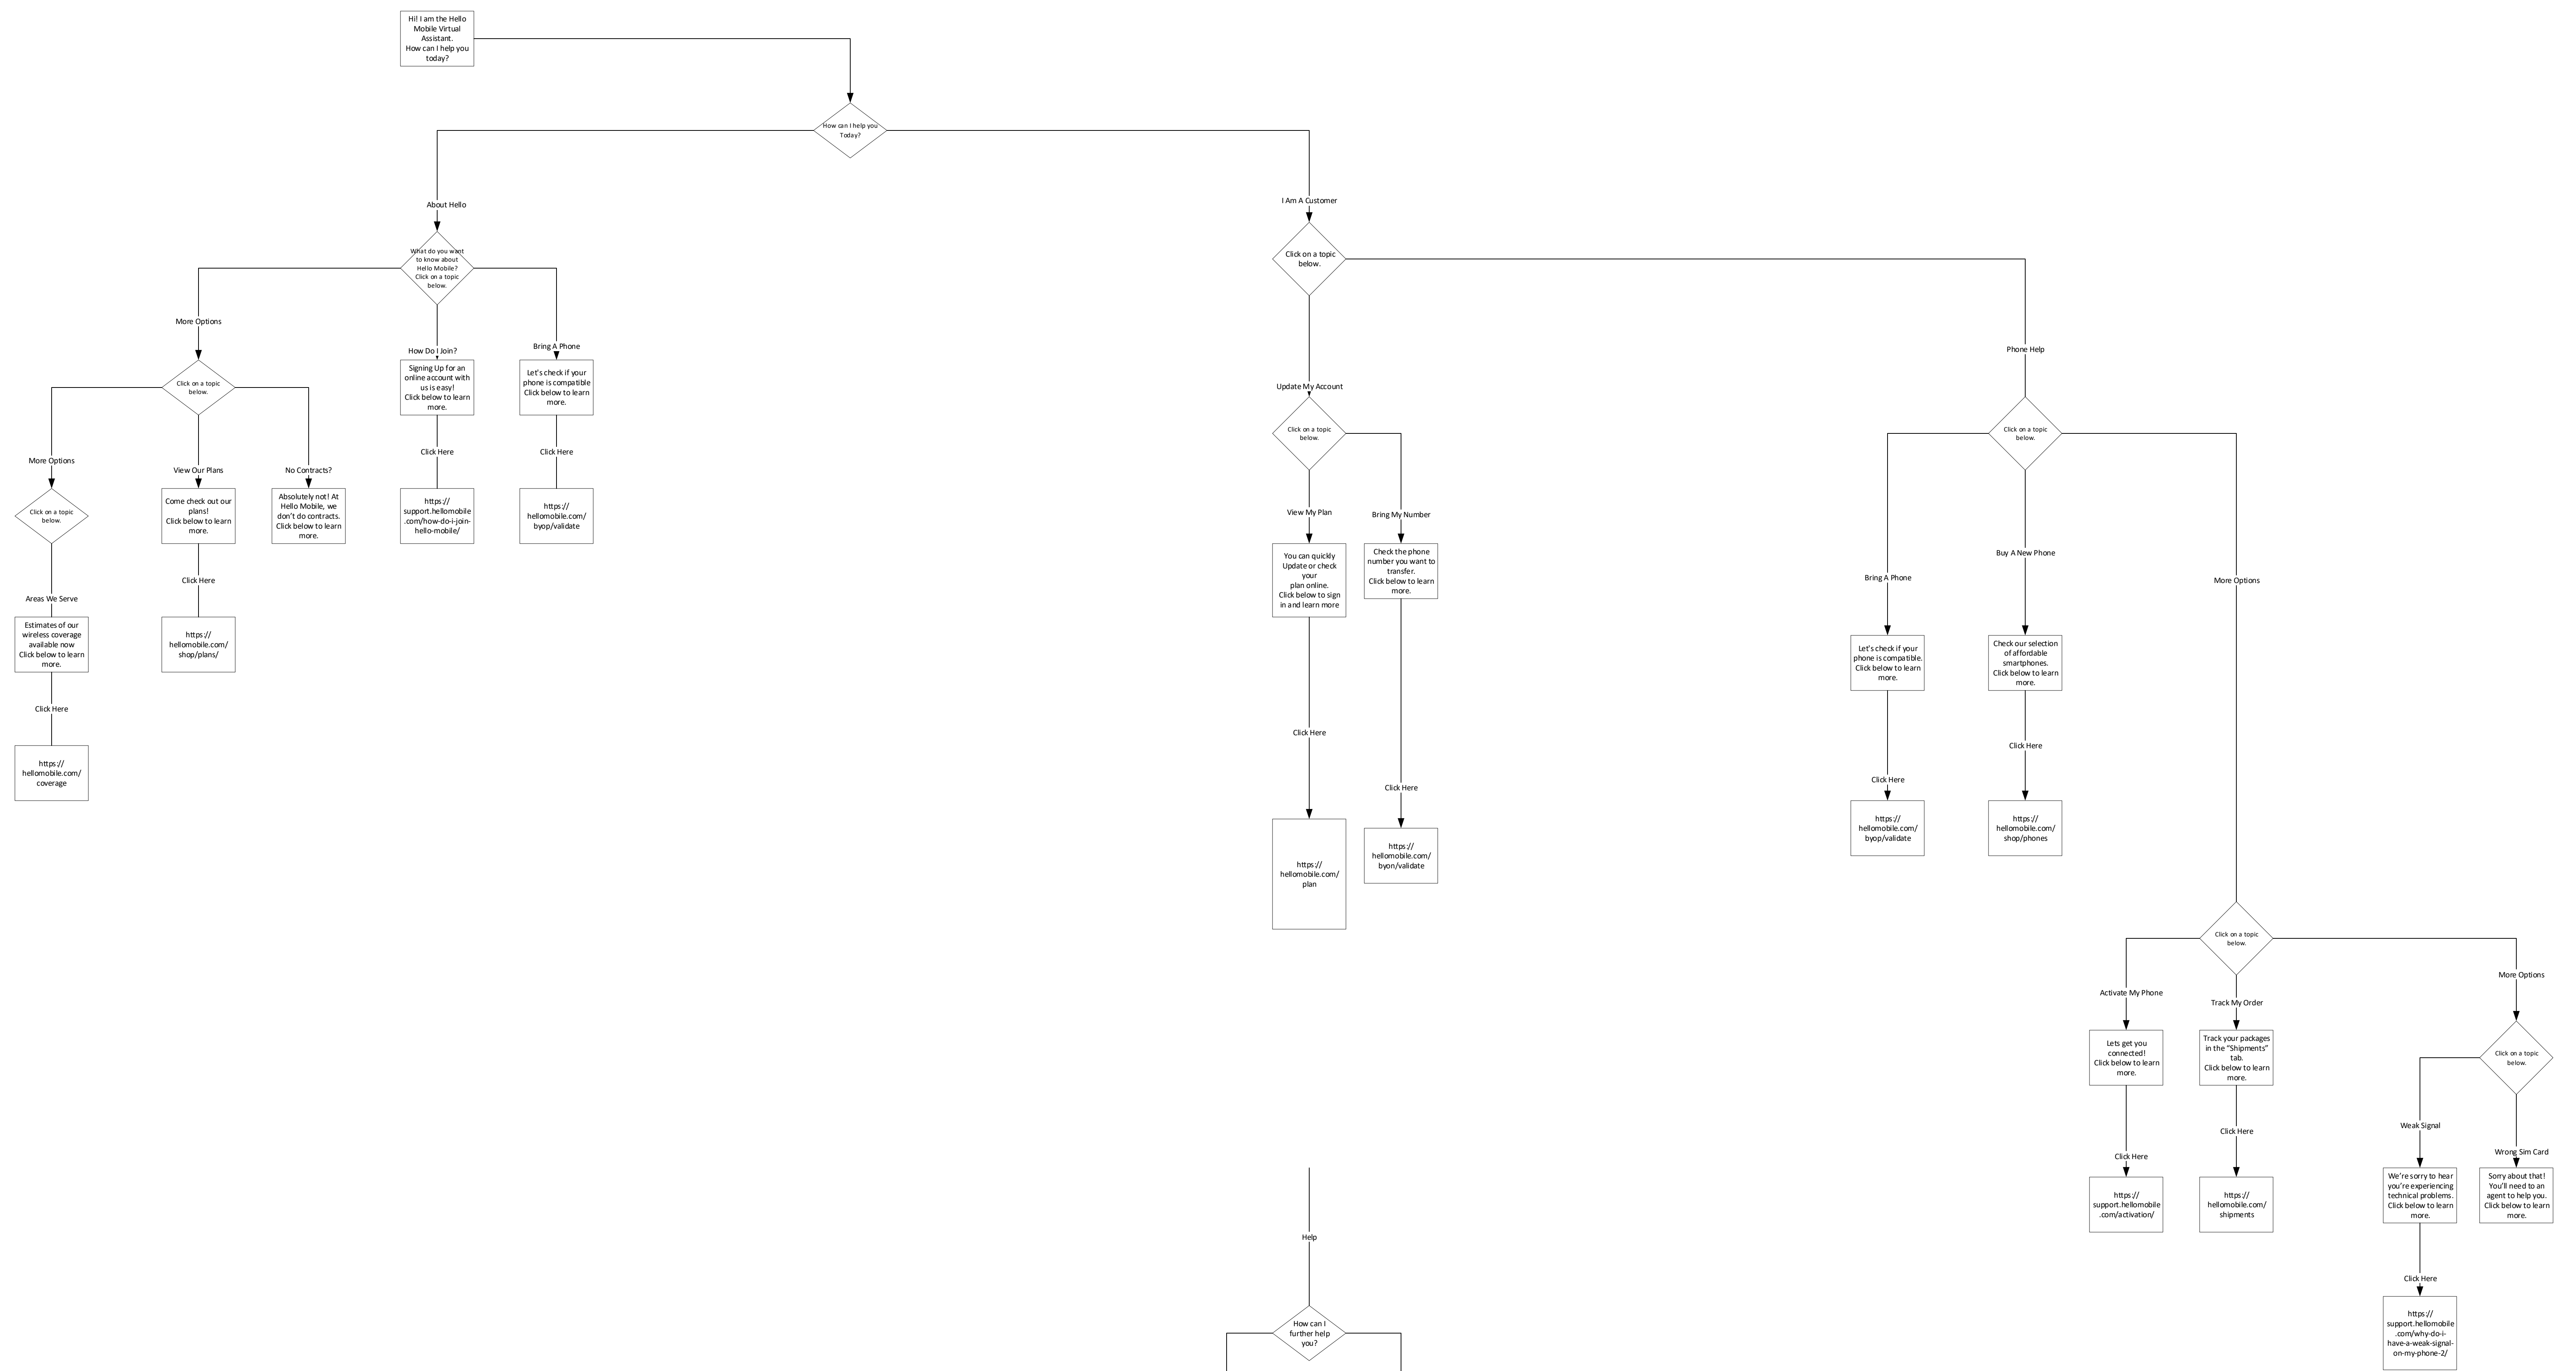 Hi! I am the Hello
Mobile Virtual
Assistant.
How can I help you
today?
How can I help you
Today?
About Hello
I Am A Customer
What do you want
to know about
Hello Mobile?
Click on a topic
below.
Click on a topic
below.
More Options
How Do I Join?
Bring A Phone
Phone Help
Update My Account
Click on a topic
below.
Signing Up for an
online account with
us is easy!
Click below to learn
more.
Let's check if your
phone is compatible
Click below to learn
more.
Click on a topic
below.
Click on a topic
below.
Click Here
Click Here
More Options
View Our Plans
No Contracts?
Click on a topic
below.
Come check out our
plans!
Click below to learn
more.
Absolutely not! At
Hello Mobile, we
don’t do contracts.
Click below to learn
more.
https://
support.hellomobile
.com/how-do-i-join-
hello-mobile/
https://
hellomobile.com/
byop/validate
View My Plan
Bring My Number
You can quickly
Update or check
your
plan online.
Click below to sign
in and learn more
Check the phone
number you want to
transfer.
Click below to learn
more.
Buy A New Phone
Bring A Phone
More Options
Click Here
Areas We Serve
Estimates of our
wireless coverage
available now
Click below to learn
more.
https://
hellomobile.com/
shop/plans/
Let's check if your
phone is compatible.
Click below to learn
more.
Check our selection
of affordable
smartphones.
Click below to learn
more.
Click Here
Click Here
Click Here
Click Here
Click Here
https://
hellomobile.com/
coverage
https://
hellomobile.com/
plan
https://
hellomobile.com/
byon/validate
https://
hellomobile.com/
byop/validate
https://
hellomobile.com/
shop/phones
Click on a topic
below.
More Options
Activate My Phone
Track My Order
Lets get you
connected!
Click below to learn
more.
Track your packages
in the “Shipments”
tab.
Click below to learn
more.
Click on a topic
below.
Weak Signal
Click Here
Click Here
Wrong Sim Card
https://
support.hellomobile
.com/activation/
https://
hellomobile.com/
shipments
We’re sorry to hear
you’re experiencing
technical problems.
Click below to learn
more.
Sorry about that!
You’ll need to an
agent to help you.
Click below to learn
more.
Help
Click Here
How can I
further help
you?
https://
support.hellomobile
.com/why-do-i-
have-a-weak-signal-
on-my-phone-2/